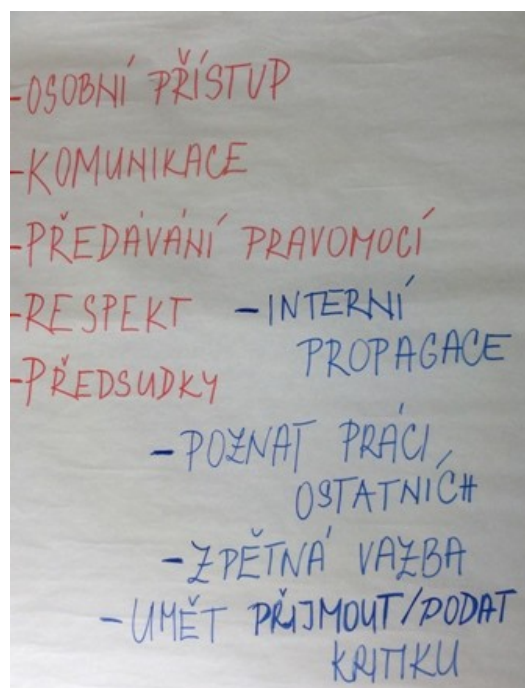 -OSOBNÍ PŘÍSTUP
-KOMUNIKACE
-PŘEDÁVÁNÍ PRAVOMOCÍ
-RESPEKT
-PŘEDSUDKY
-INTERNÍ
PROPAGACE
-POZNAT PRÁCI
OSTATNÍCH
-ZPĚTNÁ VAZBA
-UMĚT PŘIJMOUT/PODAT
KRITIKU